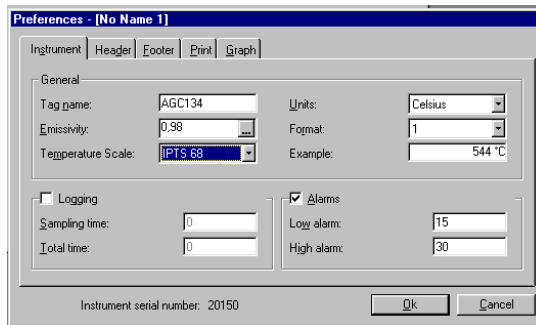 Preferences - [No Name 1]
Instrument Header Footer Print Graph
General
Tag name: AGC134 Units: Celsius
Emissivity: 0,98 ... Format: 1
Temperature Scale: IPTS 68 Example: 544 °C
Logging Alarms
Sampling time: 0 Low alarm: 15
Total time: 0 High alarm: 30
Instrument serial number: 20150 Ok Cancel